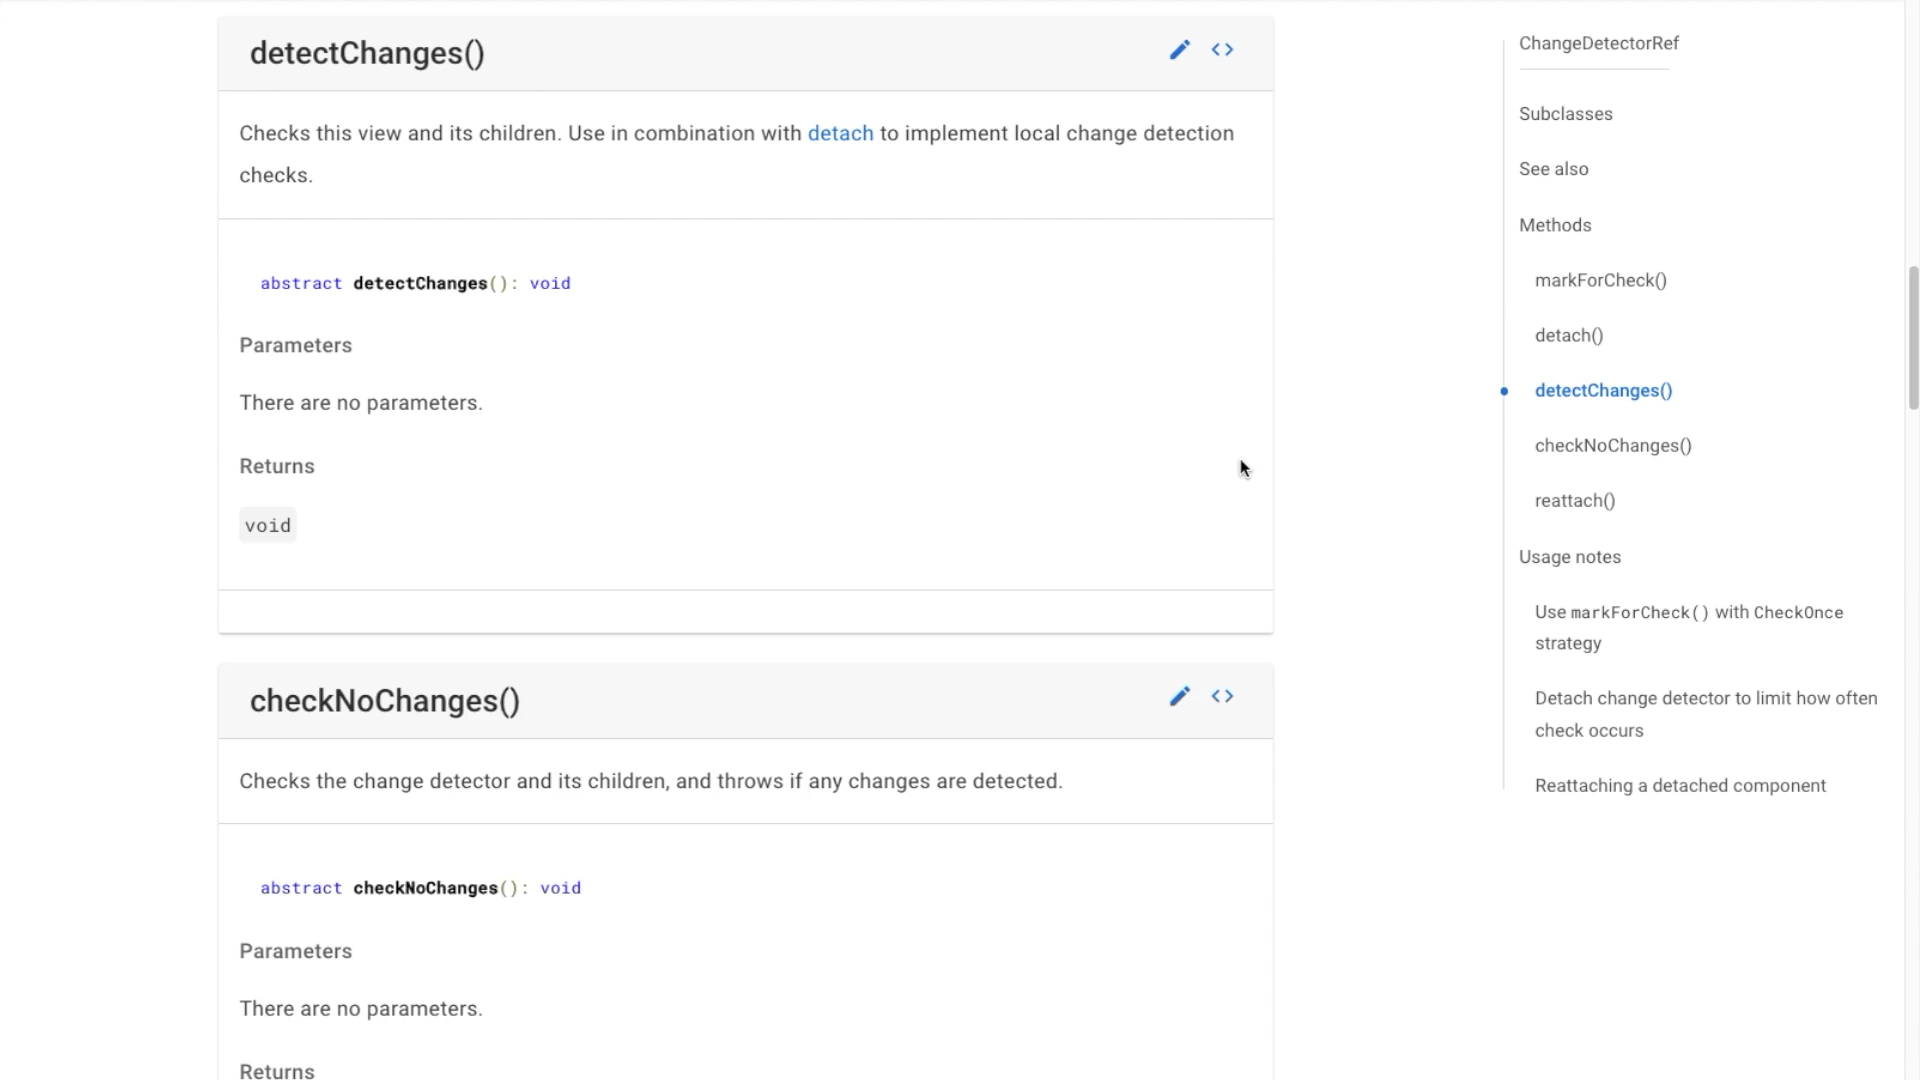 detectChanges()
Checks this view and its children. Use in combination with detach to implement local change detection
checks.
abstract detectChanges(): void
Parameters
There are no parameters.
Returns
void
checkNoChanges()
Checks the change detector and its children, and throws if any changes are detected.
abstract checkNoChanges(): void
Parameters
There are no parameters.
Returns
ChangeDetectorRef
Subclasses
See also
Methods
markForCheck()
detach()
detectChanges()
checkNoChanges()
reattach()
Usage notes
Use markForCheck() with CheckOnce
strategy
Detach change detector to limit how often
check occurs
Reattaching a detached component